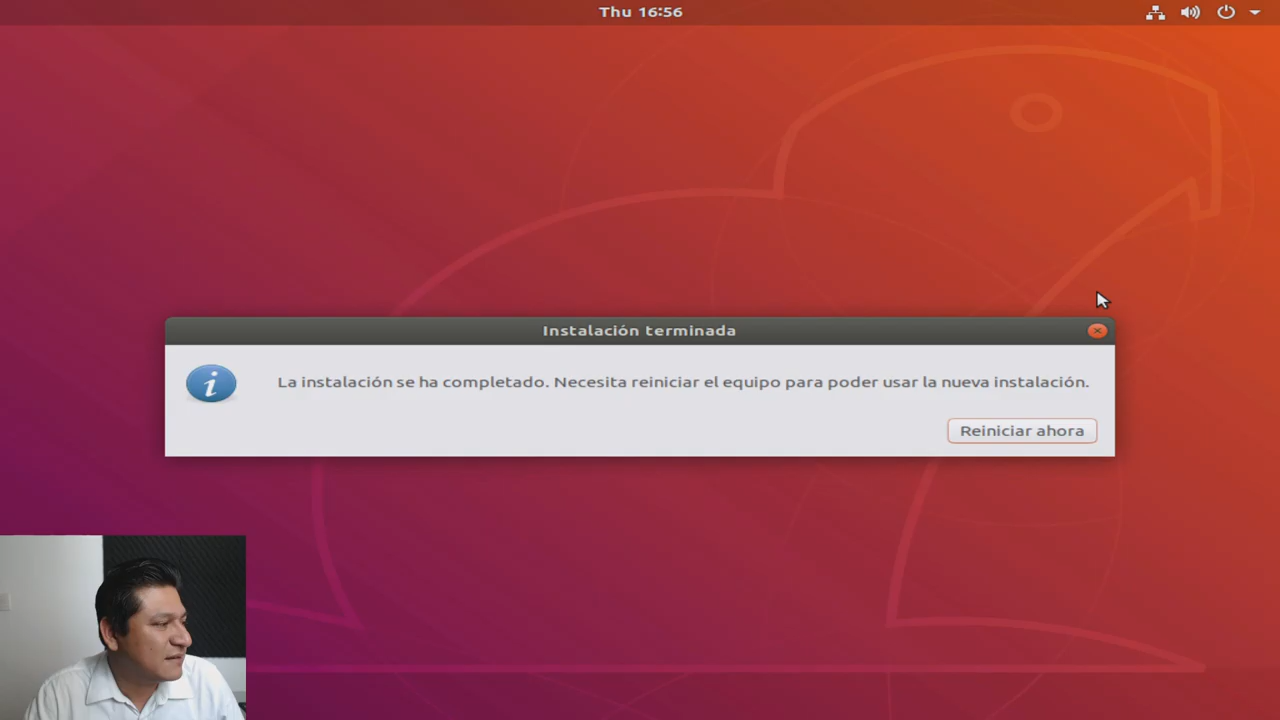 Thu 16:56
Instalación terminada
La instalación se ha completado. Necesita reiniciar el equipo para poder usar la nueva instalación.
Reiniciar ahora